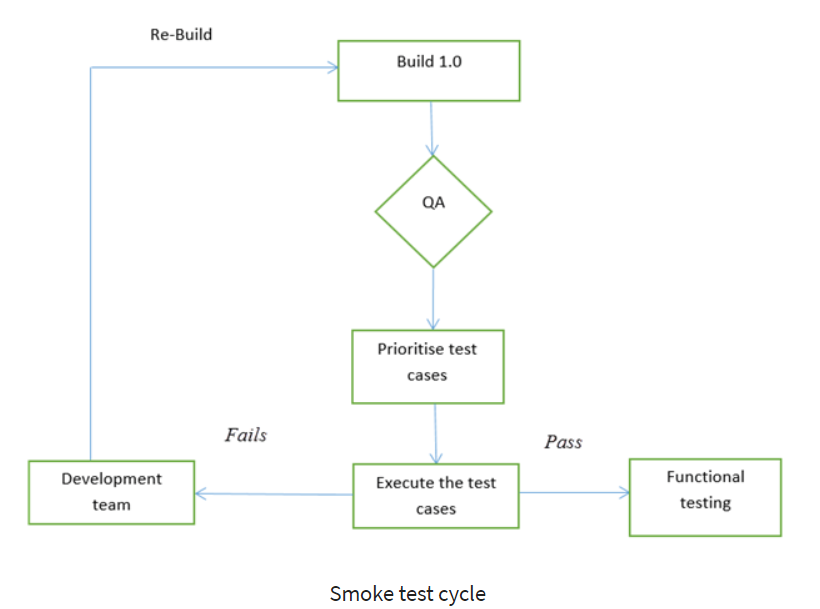 Re-Build
Build 1.0
QA
Prioritise test
cases
Fails
Pass
Development
team
Execute the test
cases
Functional
testing
Smoke test cycle